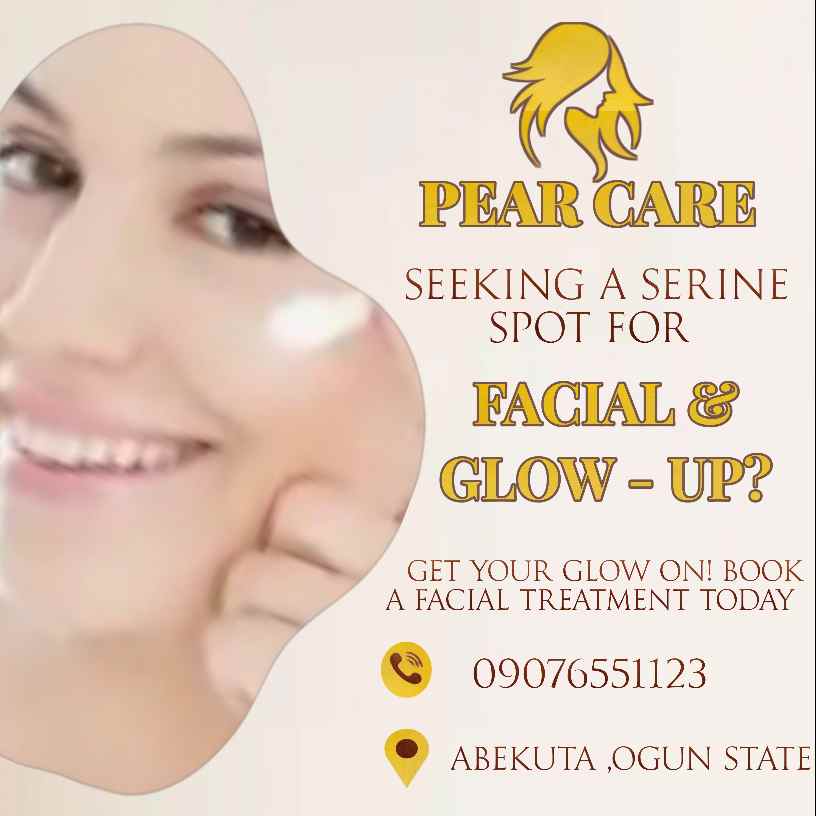 PEAR CARE
SEEKING A SERINE
SPOT FOR
FACIAL &
GLOW - UP?
GET YOUR GLOW ON! BOOK
A FACIAL TREATMENT TODAY
09076551123
ABEKUTA ,OGUN STATE